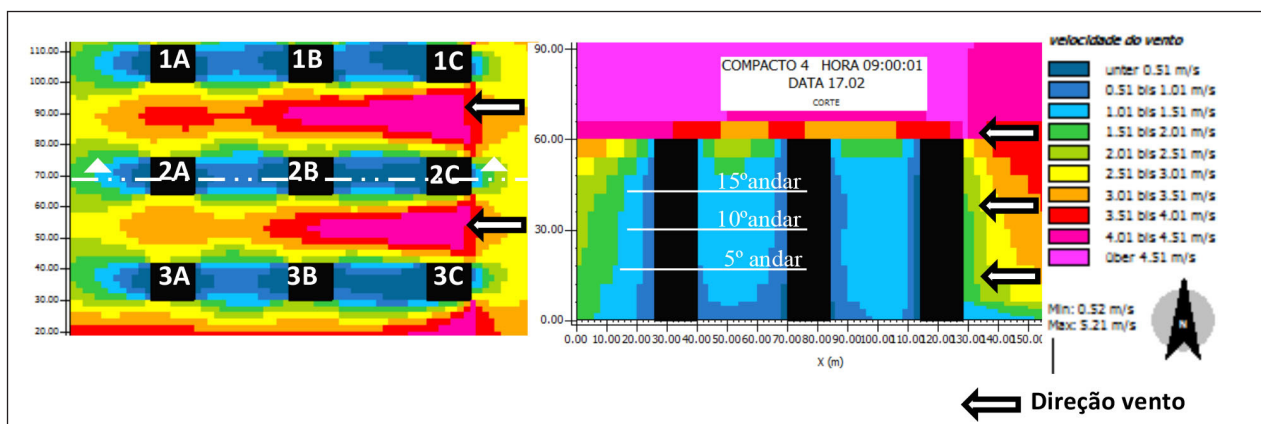 110.00
100.00
90.00
80.00
70.00
60.00
50.00
40.00
30.00
20.00
1A 1B 1C
2A 2B 2C
3A 3B 3C
90.00
60.00
30.00
0.00
COMPACTO 4 HORA 09:00:01
DATA 17.02
CORTE
15º andar
10º andar
5º andar
0.00 10.00 20.00 30.00 40.00 50.00 60.00 70.00 80.00 90.00 100.00 110.00 120.00 130.00 140.00 150.00
X (m)
velocidade do vento
unter 0.51 m/s
0.51 bis 1.01 m/s
1.01 bis 1.51 m/s
1.51 bis 2.01 m/s
2.01 bis 2.51 m/s
2.51 bis 3.01 m/s
3.01 bis 3.51 m/s
3.51 bis 4.01 m/s
4.01 bis 4.51 m/s
über 4.51 m/s
Min: 0.52 m/s
Max: 5.21 m/s
N
Direção vento